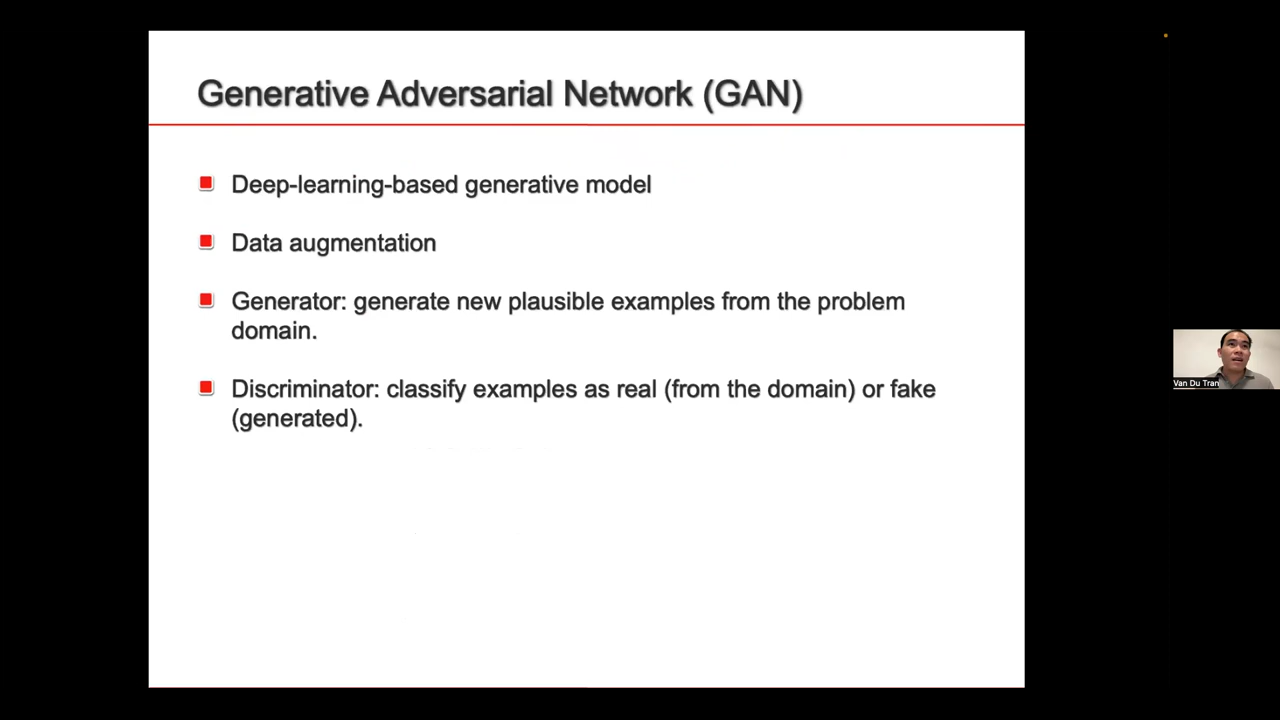 Generative Adversarial Network (GAN)
Deep-learning-based generative model
Data augmentation
Generator: generate new plausible examples from the problem
domain.
Discriminator: classify examples as real (from the domain) or fake
(generated).
Van Du Tran